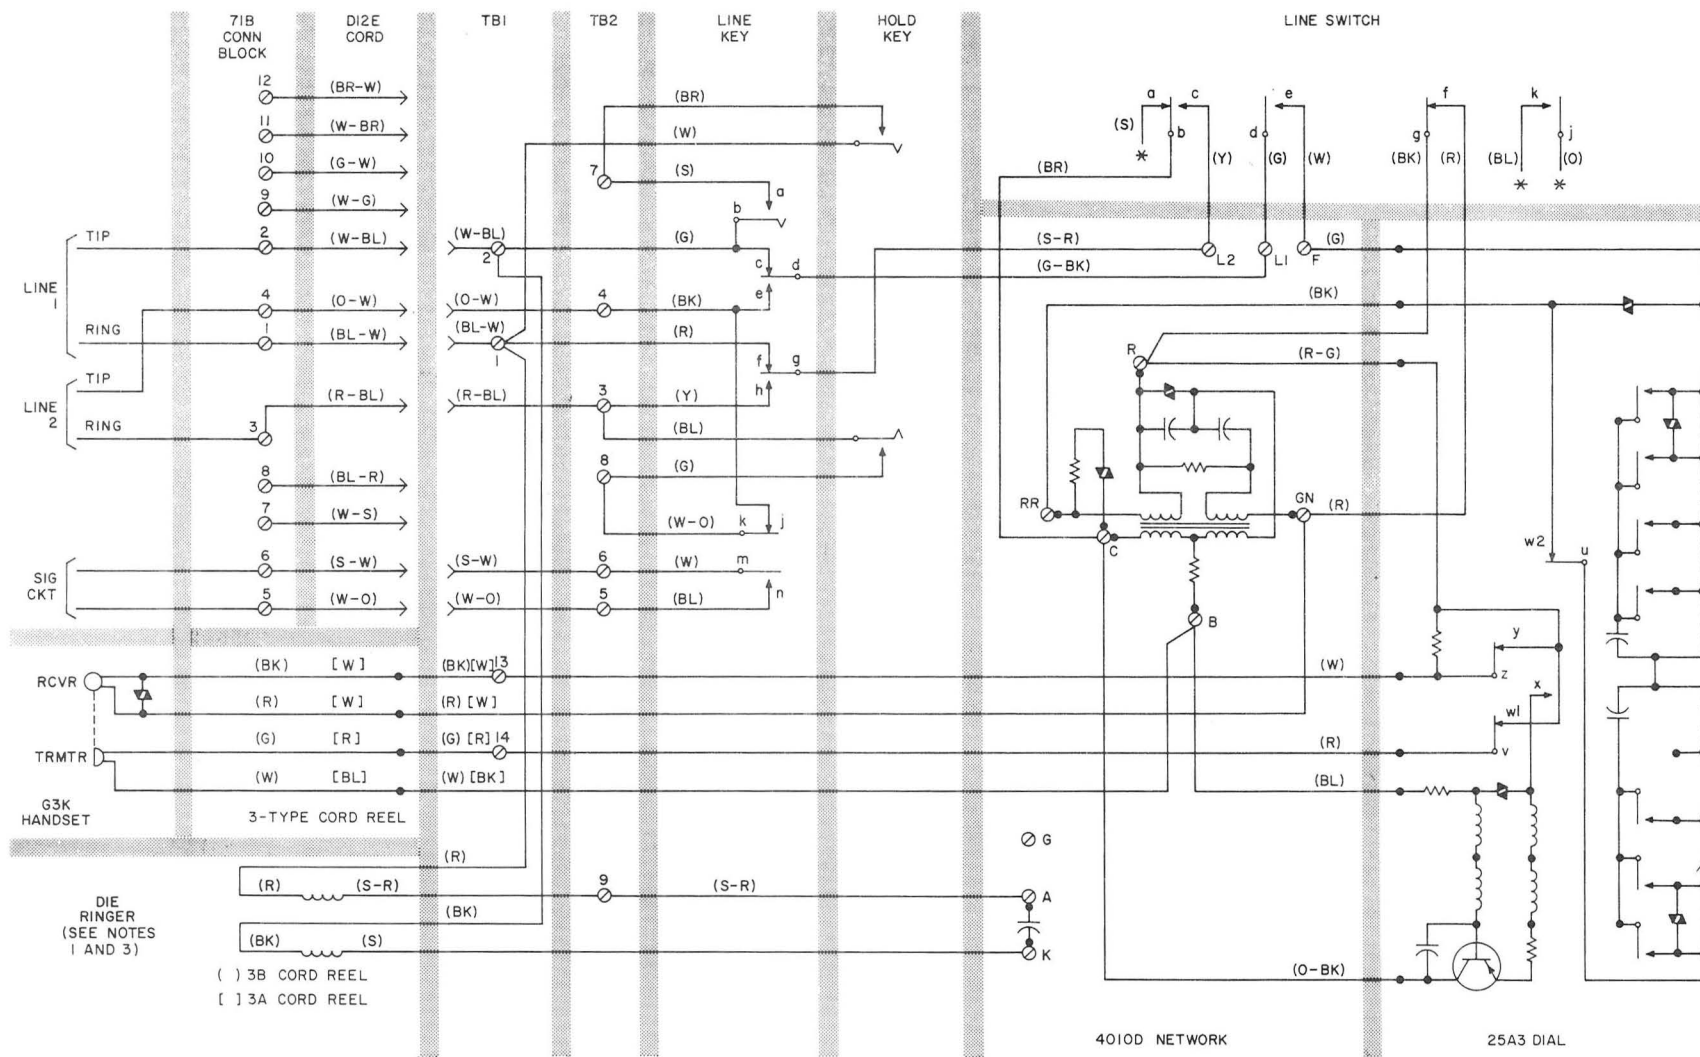 71B
CONN
BLOCK
D12E
CORD
TB1
TB2
LINE
KEY
HOLD
KEY
LINE SWITCH
12 (BR-W)
11 (W-BR)
10 (G-W)
9 (W-G)
TIP 2 (W-BL) (W-BL) 2 (G)
LINE
1
4 (O-W) (O-W) 4 (BK)
RING 1 (BL-W) (BL-W) 1 (R)
TIP
LINE
2
(R-BL) (R-BL) 3 (Y)
RING 3 (BL)
8 (BL-R) 8 (G)
7 (W-S) (W-O) k j
6 (S-W) (S-W) 6 (W) m
SIG
CKT
5 (W-O) (W-O) 5 (BL) n
(BR)
(W)
7 (S) a
b
c d
e
f g
h
a c e f k
(S) b d g j
(BR) (Y) (G) (W) (BK) (R) (BL) (O)
* * *
(S-R) L2 L1 F (G)
(G-BK)
(BK)
R (R-G)
RR GN (R)
C
w2 u
B
y
(W) z
x
w1
(R) v
(BL)
RCVR (BK) [W] (BK)[W] 13
(R) [W] (R) [W]
TRMTR (G) [R] (G) [R] 14
(W) [BL] (W) [BK]
G3K
HANDSET
3-TYPE CORD REEL
G
(R)
(R) (S-R) 9 (S-R) A
(BK)
(BK) (S) K
DIE
RINGER
(SEE NOTES
1 AND 3)
( ) 3B CORD REEL
[ ] 3A CORD REEL
(O-BK)
4010D NETWORK
25A3 DIAL